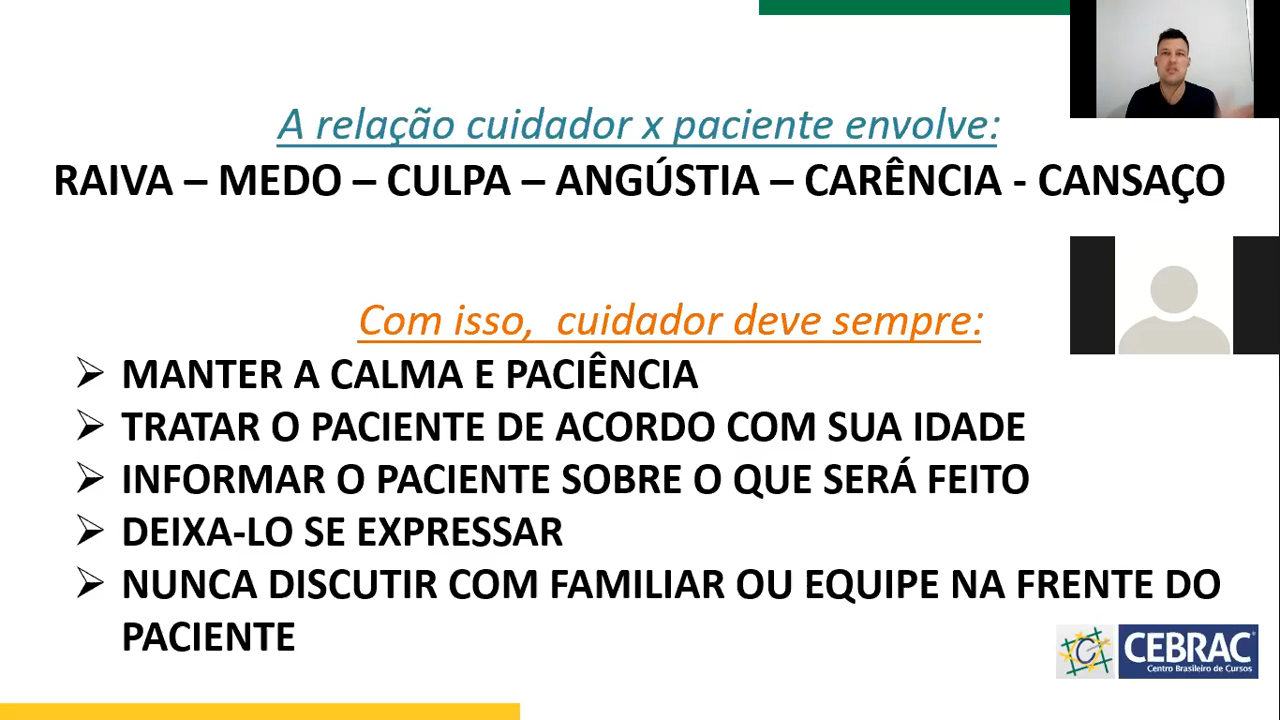 A relação cuidador x paciente envolve:
RAIVA – MEDO – CULPA – ANGÚSTIA – CARÊNCIA - CANSAÇO
Com isso,  cuidador deve sempre:
➢ MANTER A CALMA E PACIÊNCIA
➢ TRATAR O PACIENTE DE ACORDO COM SUA IDADE
➢ INFORMAR O PACIENTE SOBRE O QUE SERÁ FEITO
➢ DEIXA-LO SE EXPRESSAR
➢ NUNCA DISCUTIR COM FAMILIAR OU EQUIPE NA FRENTE DO
PACIENTE
C CEBRAC®
Centro Brasileiro de Cursos